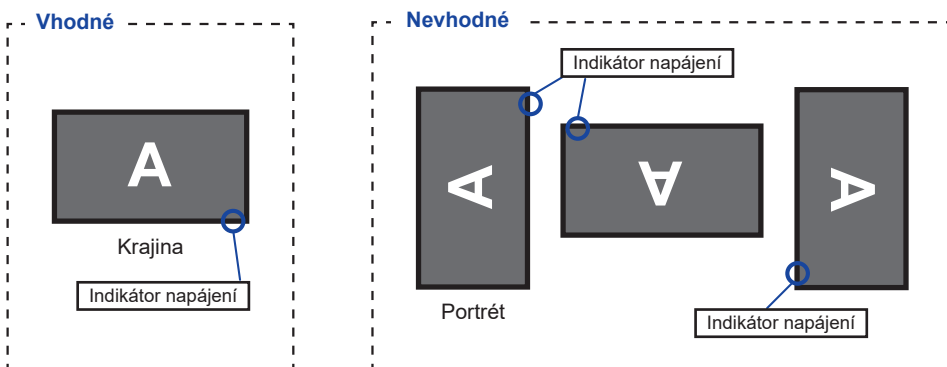 Vhodné
A
Krajina
Indikátor napájení
Nevhodné
Indikátor napájení
A
A
A
Portrét
Indikátor napájení